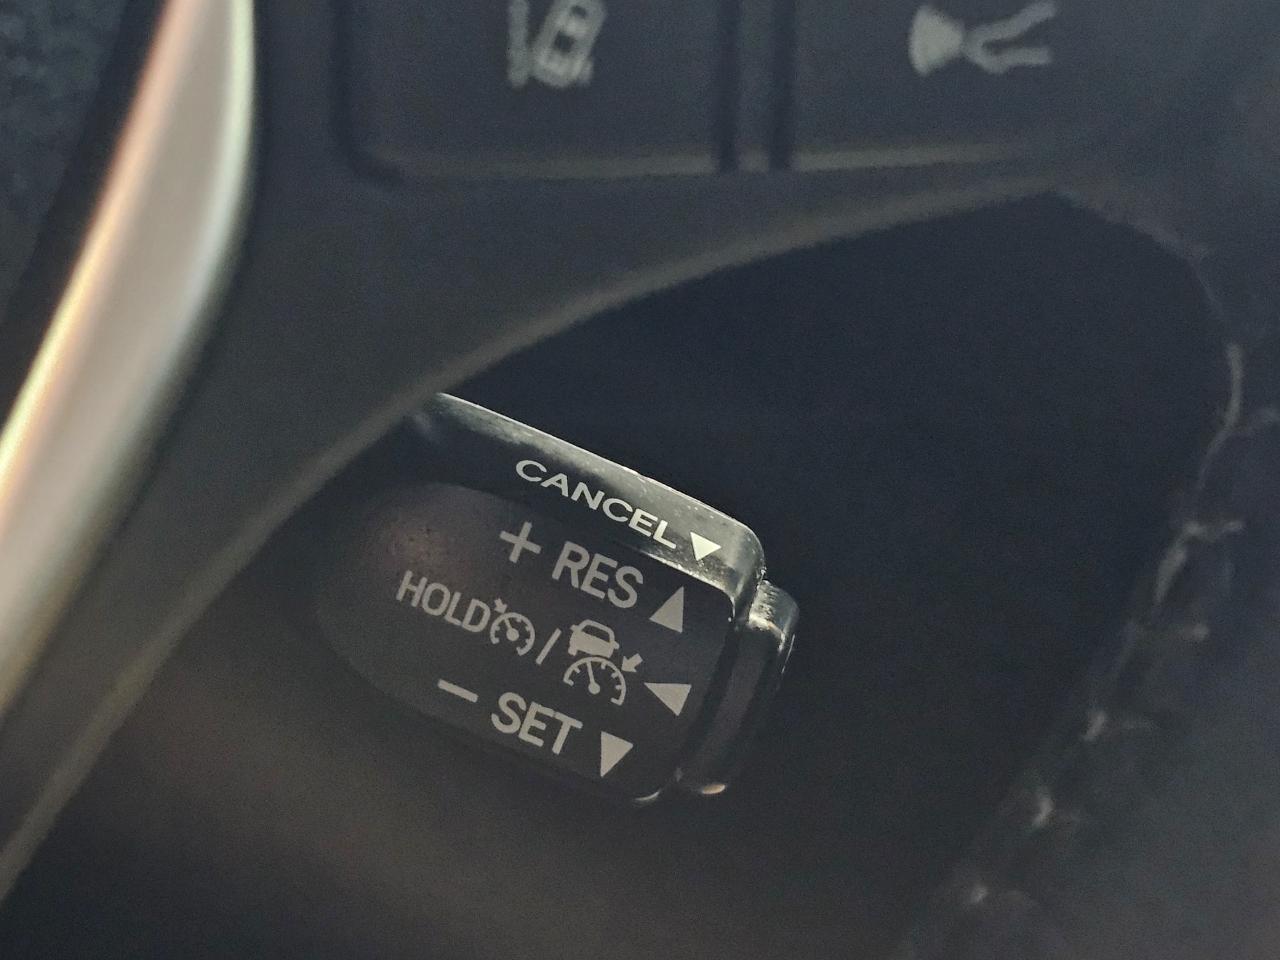 CANCEL ▼
+ RES ▲
HOLD / ◀
− SET ▼